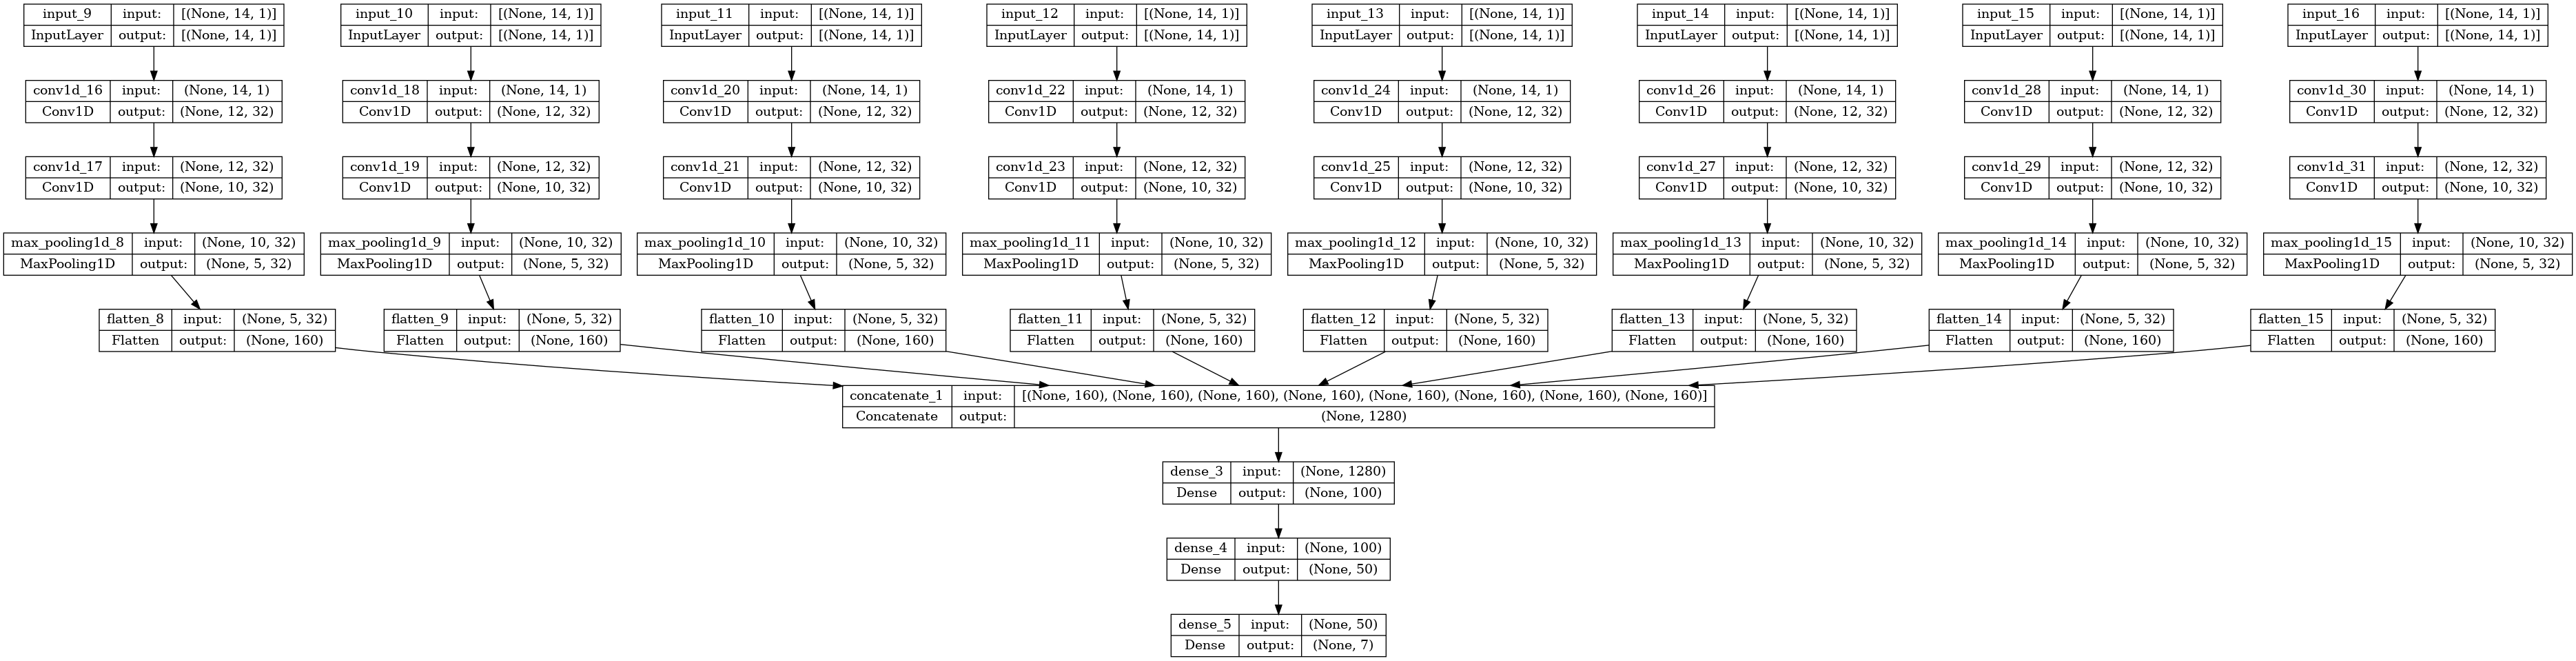 input_9 input: [(None, 14, 1)] input_10 input: [(None, 14, 1)] input_11 input: [(None, 14, 1)] input_12 input: [(None, 14, 1)] input_13 input: [(None, 14, 1)] input_14 input: [(None, 14, 1)] input_15 input: [(None, 14, 1)] input_16 input: [(None, 14, 1)]
InputLayer output: [(None, 14, 1)] InputLayer output: [(None, 14, 1)] InputLayer output: [(None, 14, 1)] InputLayer output: [(None, 14, 1)] InputLayer output: [(None, 14, 1)] InputLayer output: [(None, 14, 1)] InputLayer output: [(None, 14, 1)] InputLayer output: [(None, 14, 1)]
conv1d_16 input: (None, 14, 1) conv1d_18 input: (None, 14, 1) conv1d_20 input: (None, 14, 1) conv1d_22 input: (None, 14, 1) conv1d_24 input: (None, 14, 1) conv1d_26 input: (None, 14, 1) conv1d_28 input: (None, 14, 1) conv1d_30 input: (None, 14, 1)
Conv1D output: (None, 12, 32) Conv1D output: (None, 12, 32) Conv1D output: (None, 12, 32) Conv1D output: (None, 12, 32) Conv1D output: (None, 12, 32) Conv1D output: (None, 12, 32) Conv1D output: (None, 12, 32) Conv1D output: (None, 12, 32)
conv1d_17 input: (None, 12, 32) conv1d_19 input: (None, 12, 32) conv1d_21 input: (None, 12, 32) conv1d_23 input: (None, 12, 32) conv1d_25 input: (None, 12, 32) conv1d_27 input: (None, 12, 32) conv1d_29 input: (None, 12, 32) conv1d_31 input: (None, 12, 32)
Conv1D output: (None, 10, 32) Conv1D output: (None, 10, 32) Conv1D output: (None, 10, 32) Conv1D output: (None, 10, 32) Conv1D output: (None, 10, 32) Conv1D output: (None, 10, 32) Conv1D output: (None, 10, 32) Conv1D output: (None, 10, 32)
max_pooling1d_8 input: (None, 10, 32) max_pooling1d_9 input: (None, 10, 32) max_pooling1d_10 input: (None, 10, 32) max_pooling1d_11 input: (None, 10, 32) max_pooling1d_12 input: (None, 10, 32) max_pooling1d_13 input: (None, 10, 32) max_pooling1d_14 input: (None, 10, 32) max_pooling1d_15 input: (None, 10, 32)
MaxPooling1D output: (None, 5, 32) MaxPooling1D output: (None, 5, 32) MaxPooling1D output: (None, 5, 32) MaxPooling1D output: (None, 5, 32) MaxPooling1D output: (None, 5, 32) MaxPooling1D output: (None, 5, 32) MaxPooling1D output: (None, 5, 32) MaxPooling1D output: (None, 5, 32)
flatten_8 input: (None, 5, 32) flatten_9 input: (None, 5, 32) flatten_10 input: (None, 5, 32) flatten_11 input: (None, 5, 32) flatten_12 input: (None, 5, 32) flatten_13 input: (None, 5, 32) flatten_14 input: (None, 5, 32) flatten_15 input: (None, 5, 32)
Flatten output: (None, 160) Flatten output: (None, 160) Flatten output: (None, 160) Flatten output: (None, 160) Flatten output: (None, 160) Flatten output: (None, 160) Flatten output: (None, 160) Flatten output: (None, 160)
concatenate_1 input: [(None, 160), (None, 160), (None, 160), (None, 160), (None, 160), (None, 160), (None, 160), (None, 160)]
Concatenate output: (None, 1280)
dense_3 input: (None, 1280)
Dense output: (None, 100)
dense_4 input: (None, 100)
Dense output: (None, 50)
dense_5 input: (None, 50)
Dense output: (None, 7)